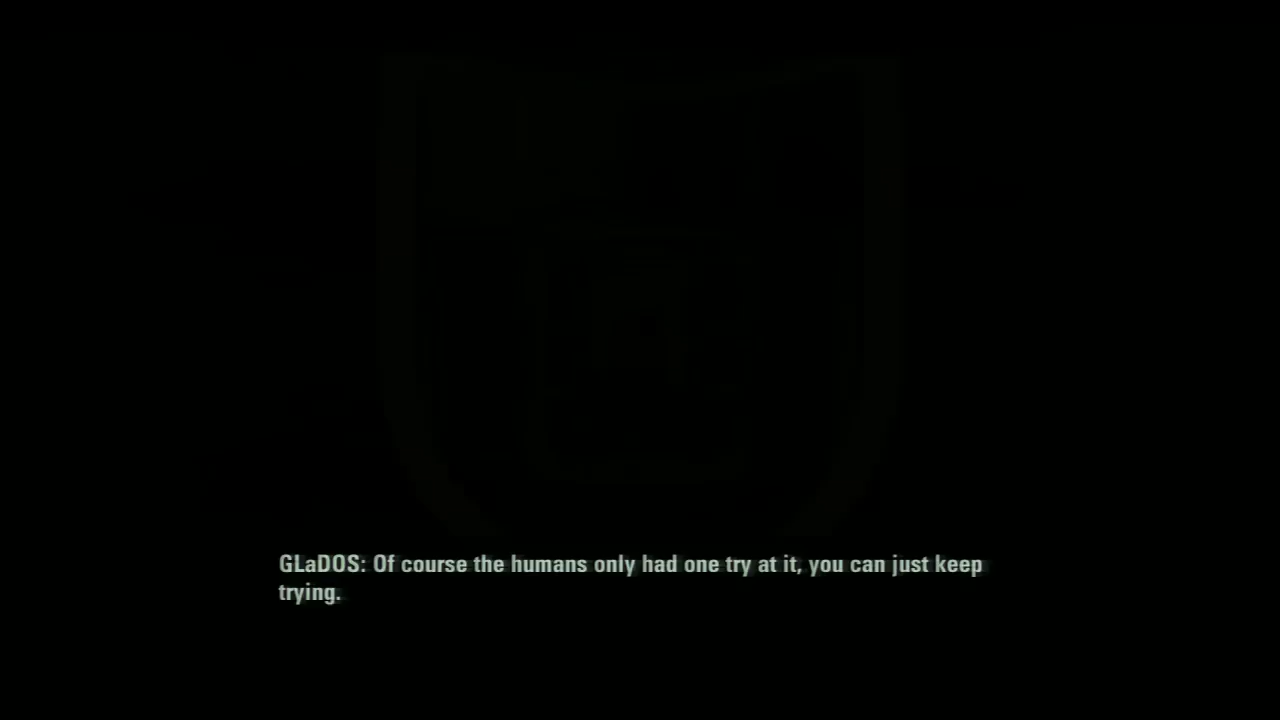 GLaDOS: Of course the humans only had one try at it, you can just keep
trying.